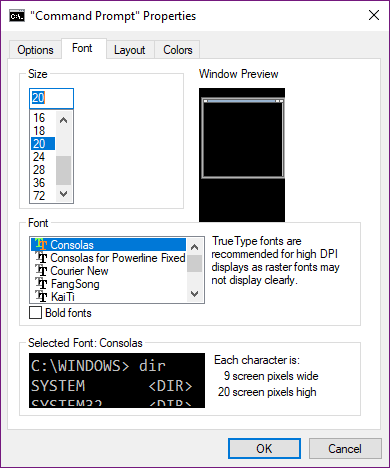 "Command Prompt" Properties
Options Font Layout Colors
Size
20
16
18
20
24
28
36
72
Window Preview
Font
Consolas
Consolas for Powerline Fixed
Courier New
FangSong
KaiTi
Bold fonts
TrueType fonts are
recommended for high DPI
displays as raster fonts may
not display clearly.
Selected Font: Consolas
C:\WINDOWS> dir
SYSTEM <DIR>
SYSTEM32 <DIR>
Each character is:
9 screen pixels wide
20 screen pixels high
OK Cancel